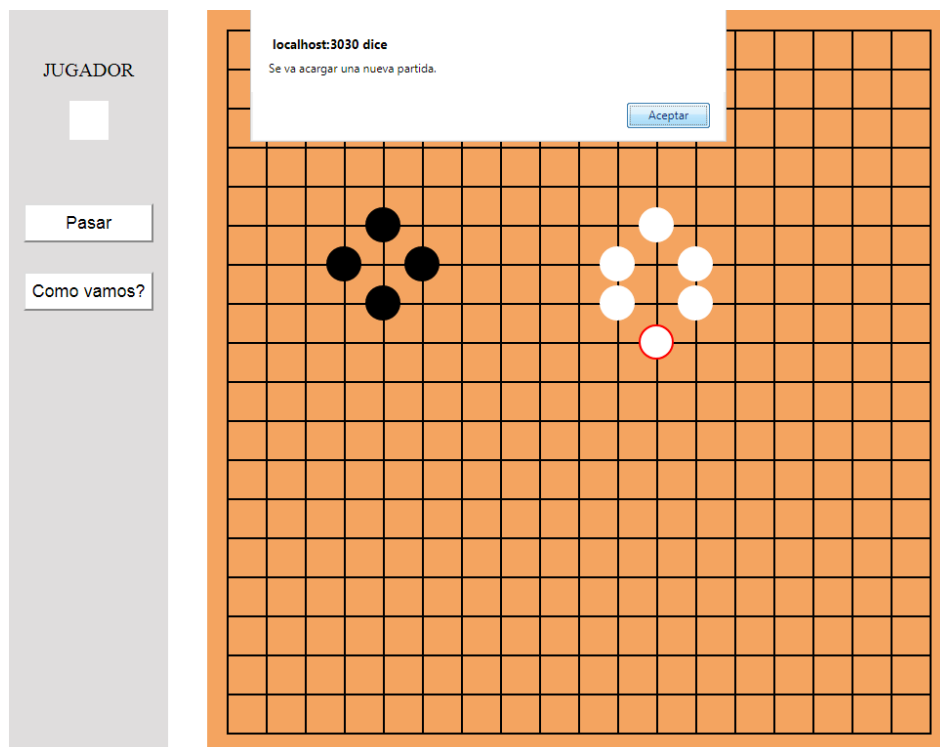 localhost:3030 dice
Se va acargar una nueva partida.
Aceptar
JUGADOR
Pasar
Como vamos?